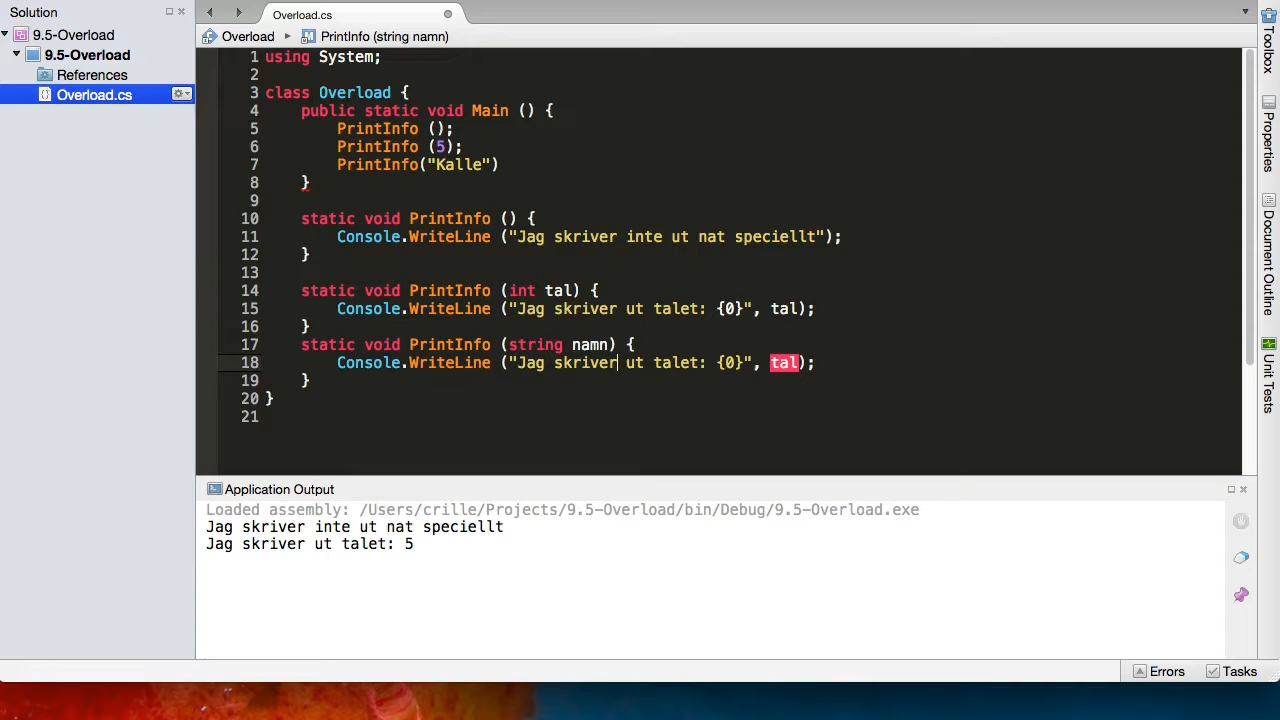 Solution
9.5-Overload
9.5-Overload
References
Overload.cs
Overload.cs
Overload PrintInfo (string namn)
1 using System;
2
3 class Overload {
4 public static void Main () {
5 PrintInfo ();
6 PrintInfo (5);
7 PrintInfo("Kalle")
8 }
9
10 static void PrintInfo () {
11 Console.WriteLine ("Jag skriver inte ut nat speciellt");
12 }
13
14 static void PrintInfo (int tal) {
15 Console.WriteLine ("Jag skriver ut talet: {0}", tal);
16 }
17 static void PrintInfo (string namn) {
18 Console.WriteLine ("Jag skriver ut talet: {0}", tal);
19 }
20 }
21
Application Output
Loaded assembly: /Users/crille/Projects/9.5-Overload/bin/Debug/9.5-Overload.exe
Jag skriver inte ut nat speciellt
Jag skriver ut talet: 5
Toolbox
Properties
Document Outline
Unit Tests
Errors Tasks